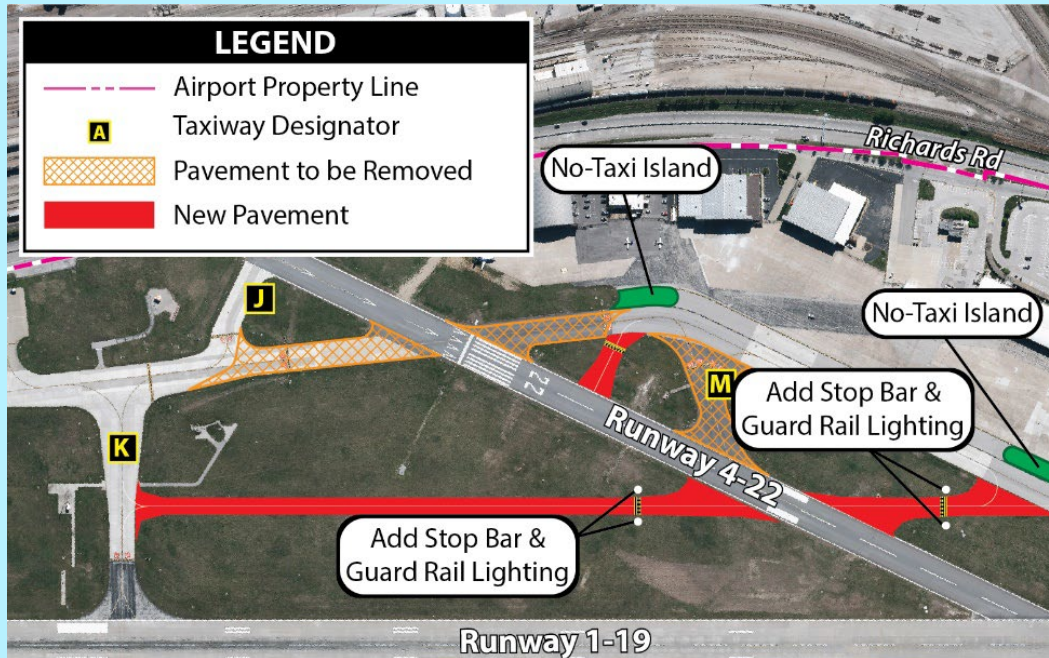 LEGEND
Airport Property Line
A
Taxiway Designator
Pavement to be Removed
New Pavement
Richards Rd
No-Taxi Island
No-Taxi Island
J
M
Add Stop Bar &
Guard Rail Lighting
22
K
Runway 4-22
Add Stop Bar &
Guard Rail Lighting
Runway 1-19